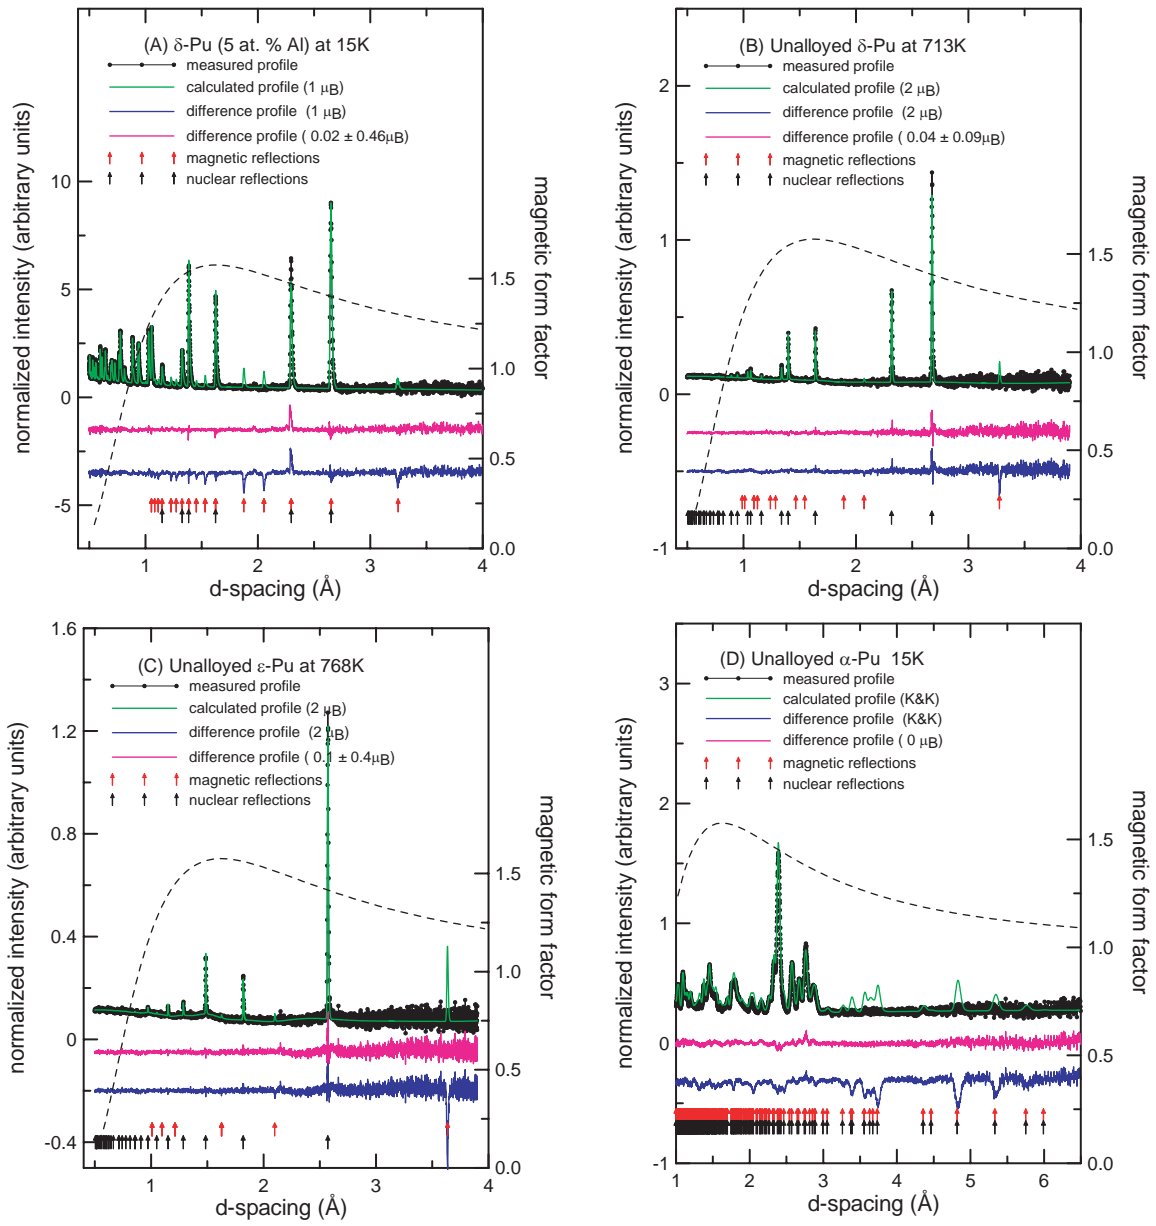 (A) δ-Pu (5 at. % Al) at 15K
measured profile
calculated profile (1 μB)
difference profile (1 μB)
difference profile ( 0.02 ± 0.46μB)
magnetic reflections
nuclear reflections
normalized intensity (arbitrary units)
10
5
0
-5
magnetic form factor
1.5
1.0
0.5
0.0
1 2 3 4
d-spacing (Å)
(B) Unalloyed δ-Pu at 713K
measured profile
calculated profile (2 μB)
difference profile (2 μB)
difference profile ( 0.04 ± 0.09μB)
magnetic reflections
nuclear reflections
normalized intensity (arbitrary units)
2
1
0
-1
magnetic form factor
1.5
1.0
0.5
0.0
1 2 3 4
d-spacing (Å)
(C) Unalloyed ε-Pu at 768K
measured profile
calculated profile (2 μB)
difference profile (2 μB)
difference profile ( 0.1 ± 0.4μB)
magnetic reflections
nuclear reflections
normalized intensity (arbitrary units)
1.6
1.2
0.8
0.4
0
-0.4
magnetic form factor
1.5
1.0
0.5
0.0
1 2 3 4
d-spacing (Å)
(D) Unalloyed α-Pu 15K
measured profile
calculated profile (K&K)
difference profile (K&K)
difference profile ( 0 μB)
magnetic reflections
nuclear reflections
normalized intensity (arbitrary units)
3
2
1
0
-1
magnetic form factor
1.5
1.0
0.5
0.0
1 2 3 4 5 6
d-spacing (Å)